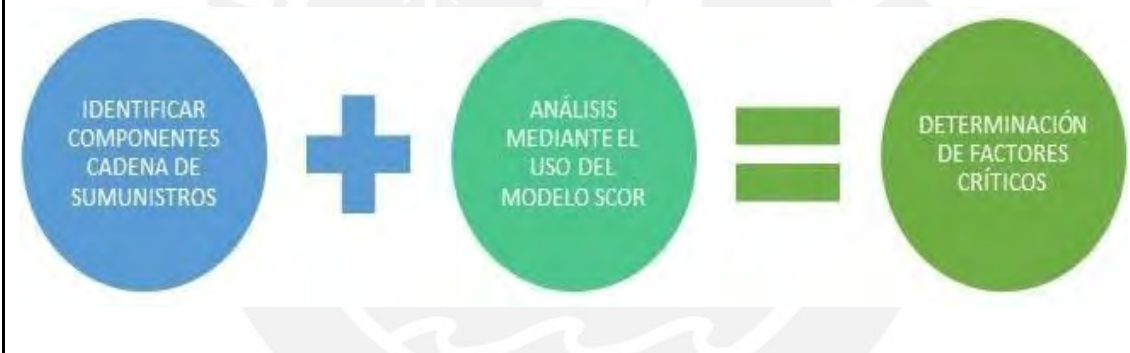 IDENTIFICAR
COMPONENTES
CADENA DE
SUMUNISTROS
ANÁLISIS
MEDIANTE EL
USO DEL
MODELO SCOR
DETERMINACIÓN
DE FACTORES
CRÍTICOS